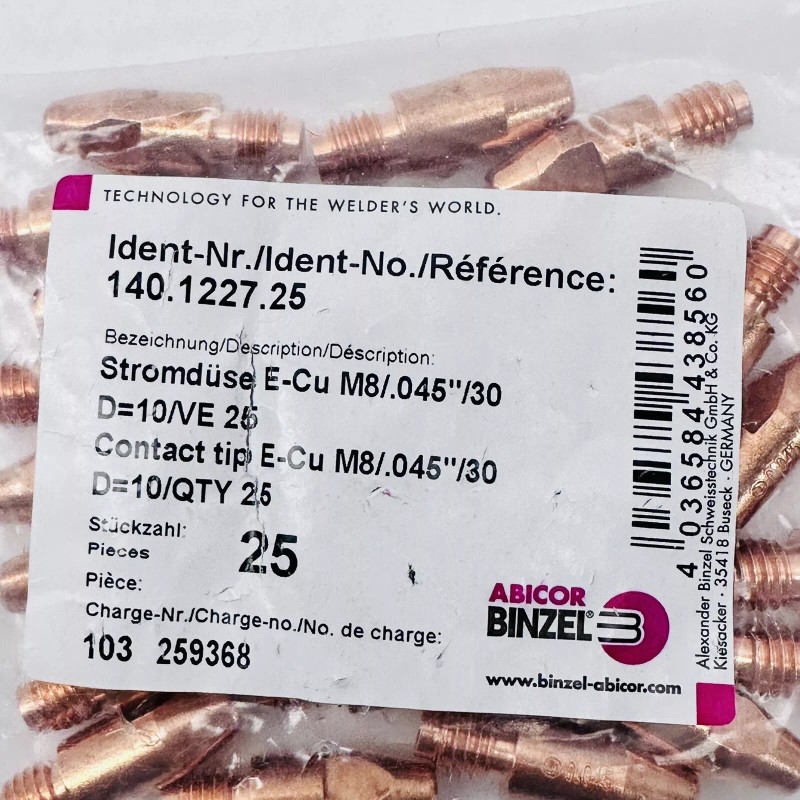 TECHNOLOGY FOR THE WELDER'S WORLD.
Ident-Nr./Ident-No./Référence:
140.1227.25
Bezeichnung/Description/Déscription:
Stromdüse E-Cu M8/.045"/30
D=10/VE 25
Contact tip E-Cu M8/.045"/30
D=10/QTY 25
Stückzahl:
Pieces
Pièce:
25
Charge-Nr./Charge-no./No. de charge:
103 259368
ABICOR
BINZEL®
www.binzel-abicor.com
4 036584 438560
Alexander Binzel Schweisstechnik GmbH & Co. KG
Kiesacker · 35418 Buseck · GERMANY